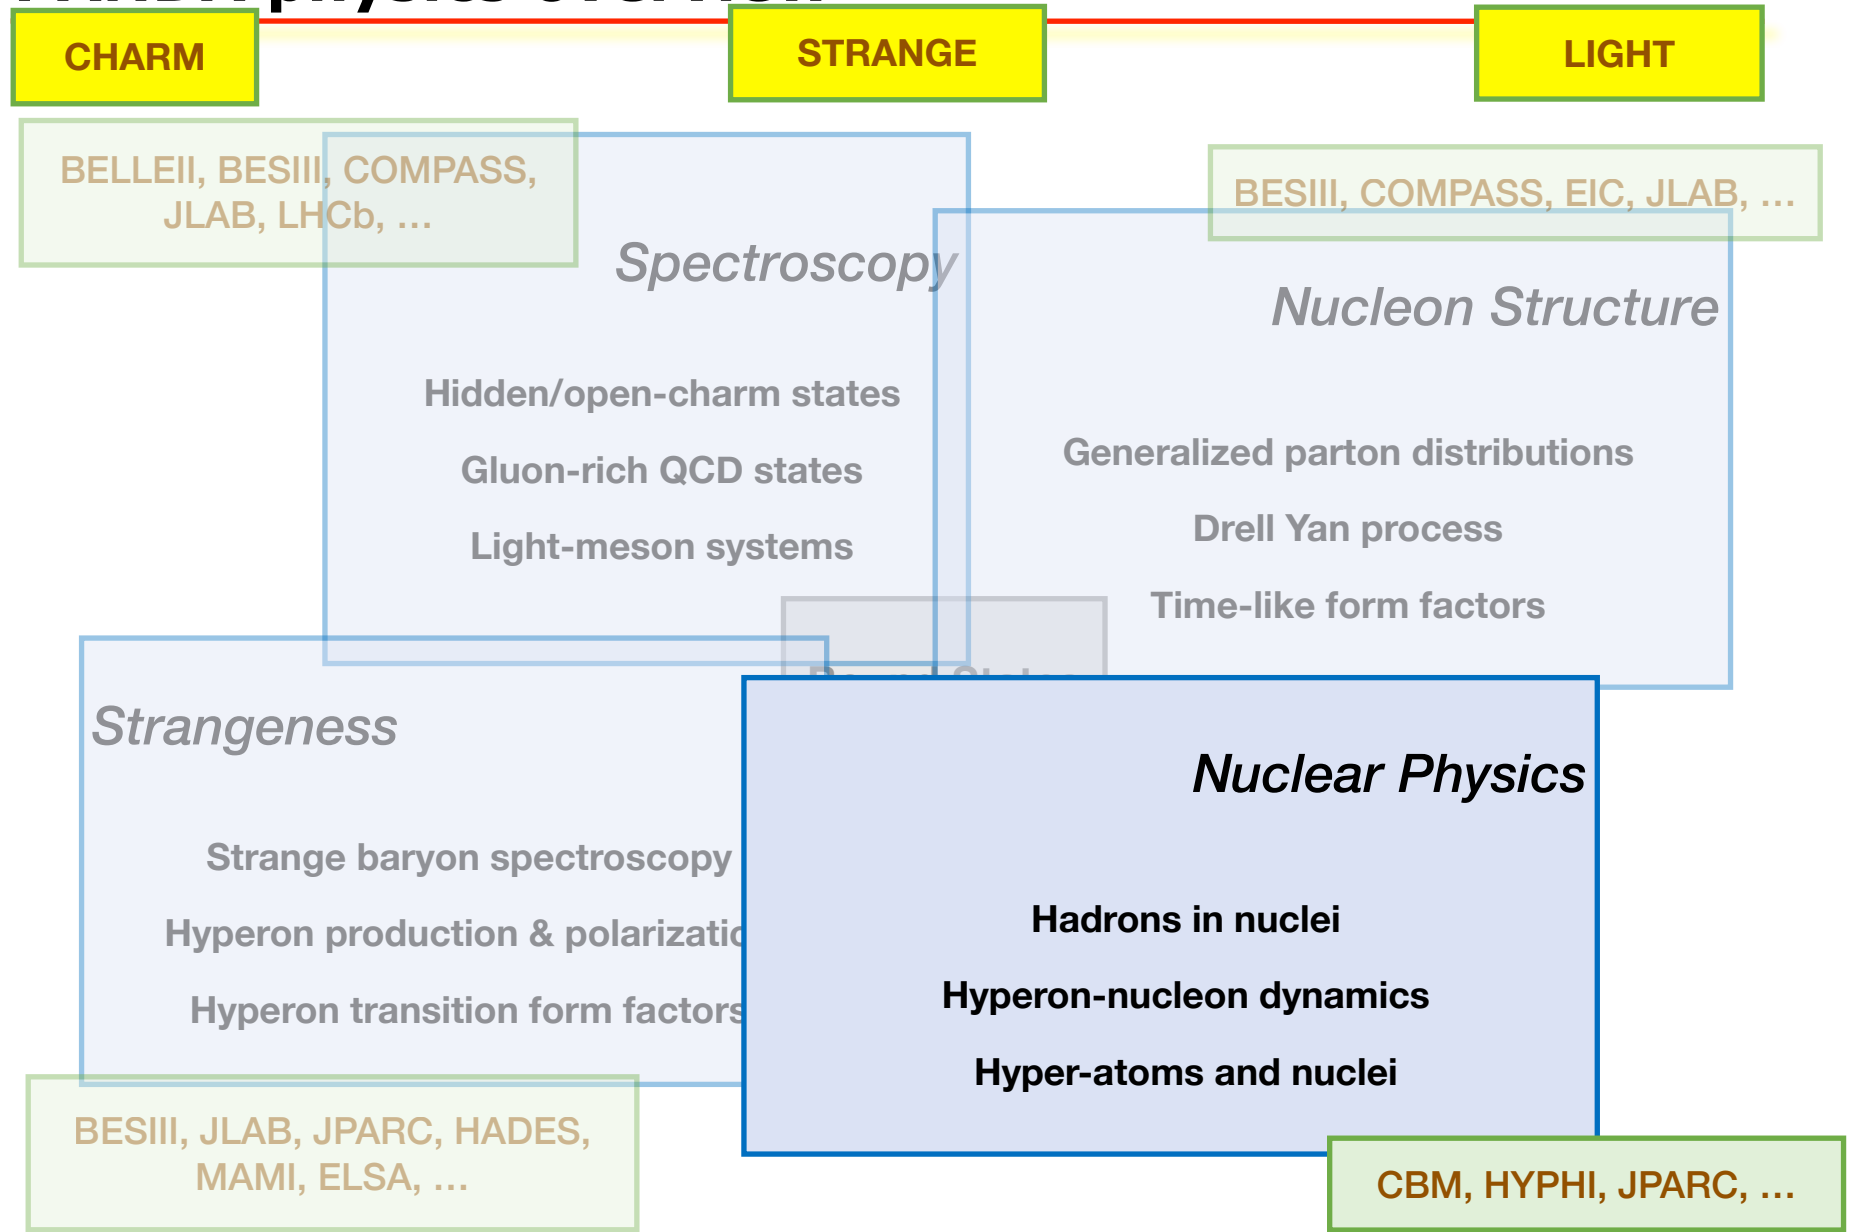 physics
CHARM
STRANGE
LIGHT
BELLEII, BESIII, COMPASS,
JLAB, LHCb, …
BESIII, COMPASS, EIC, JLAB, …
Spectroscopy
Nucleon Structure
Hidden/open-charm states
Gluon-rich QCD states
Light-meson systems
Generalized parton distributions
Drell Yan process
Time-like form factors
Strangeness
Nuclear Physics
Strange baryon spectroscopy
Hyperon production & polarizatio
Hyperon transition form factors
Hadrons in nuclei
Hyperon-nucleon dynamics
Hyper-atoms and nuclei
BESIII, JLAB, JPARC, HADES,
MAMI, ELSA, …
CBM, HYPHI, JPARC, …